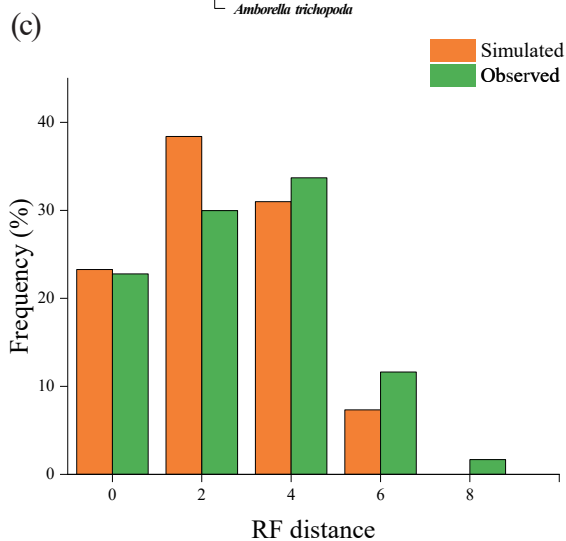 Amborella trichopoda
(c)
Simulated
Observed
Frequency (%)
40
30
20
10
0
0 2 4 6 8
RF distance